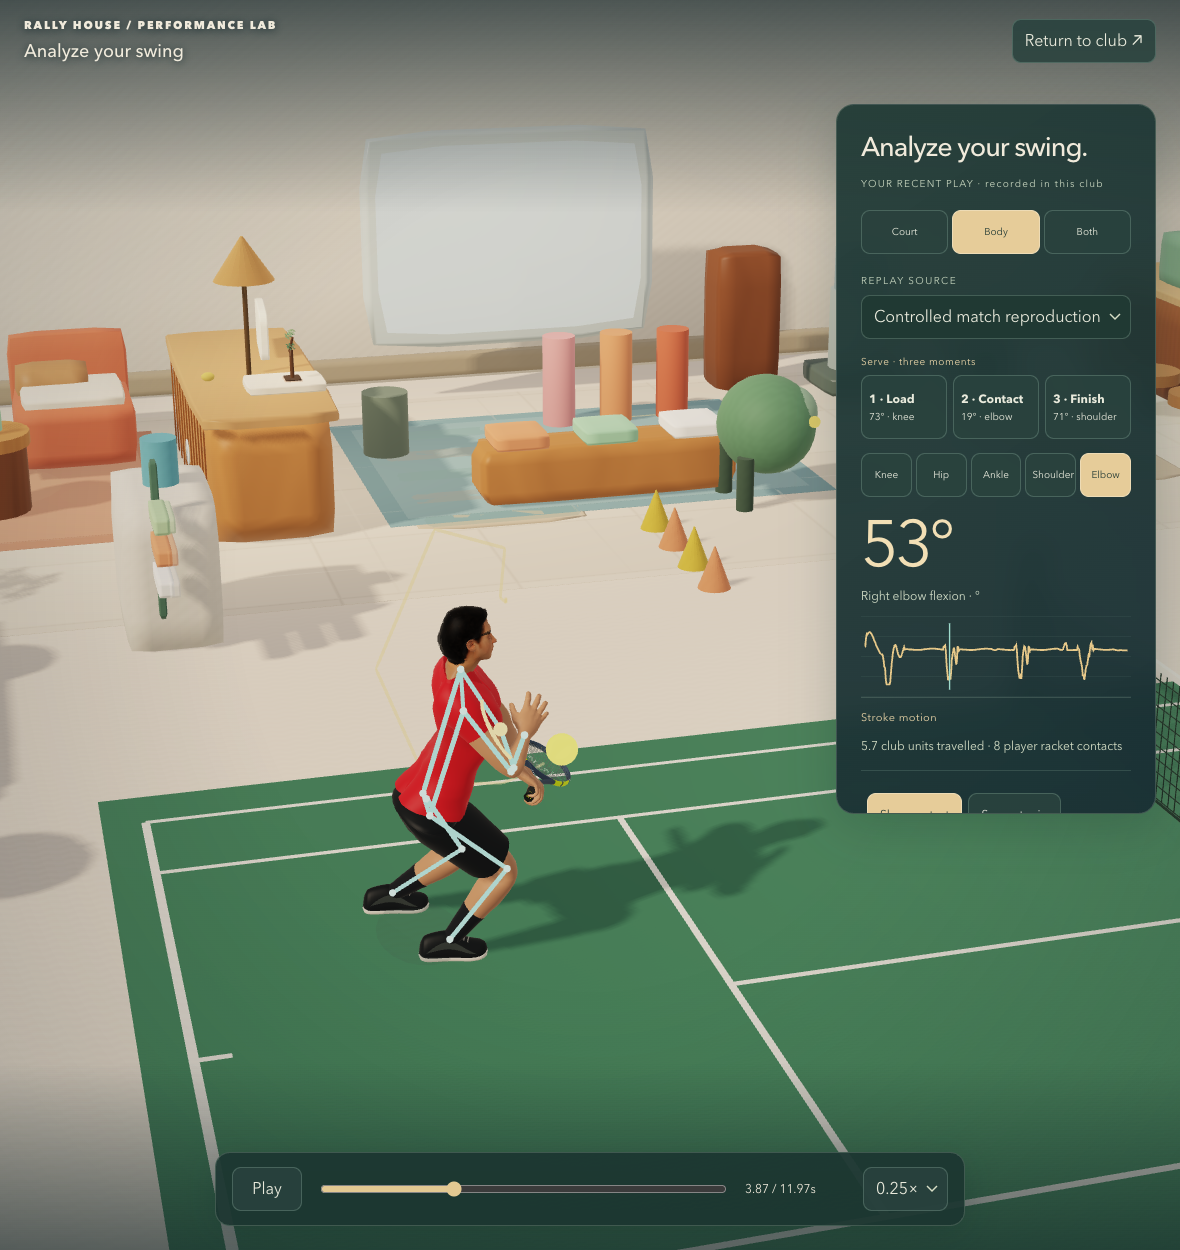 RALLY HOUSE / PERFORMANCE LAB
Analyze your swing
Return to club ↗
Analyze your swing.
YOUR RECENT PLAY · recorded in this club
Court
Body
Both
REPLAY SOURCE
Controlled match reproduction
Serve · three moments
1 · Load
73° · knee
2 · Contact
19° · elbow
3 · Finish
71° · shoulder
Knee
Hip
Ankle
Shoulder
Elbow
53°
Right elbow flexion · °
Stroke motion
5.7 club units travelled · 8 player racket contacts
Play
3.87 / 11.97s
0.25×